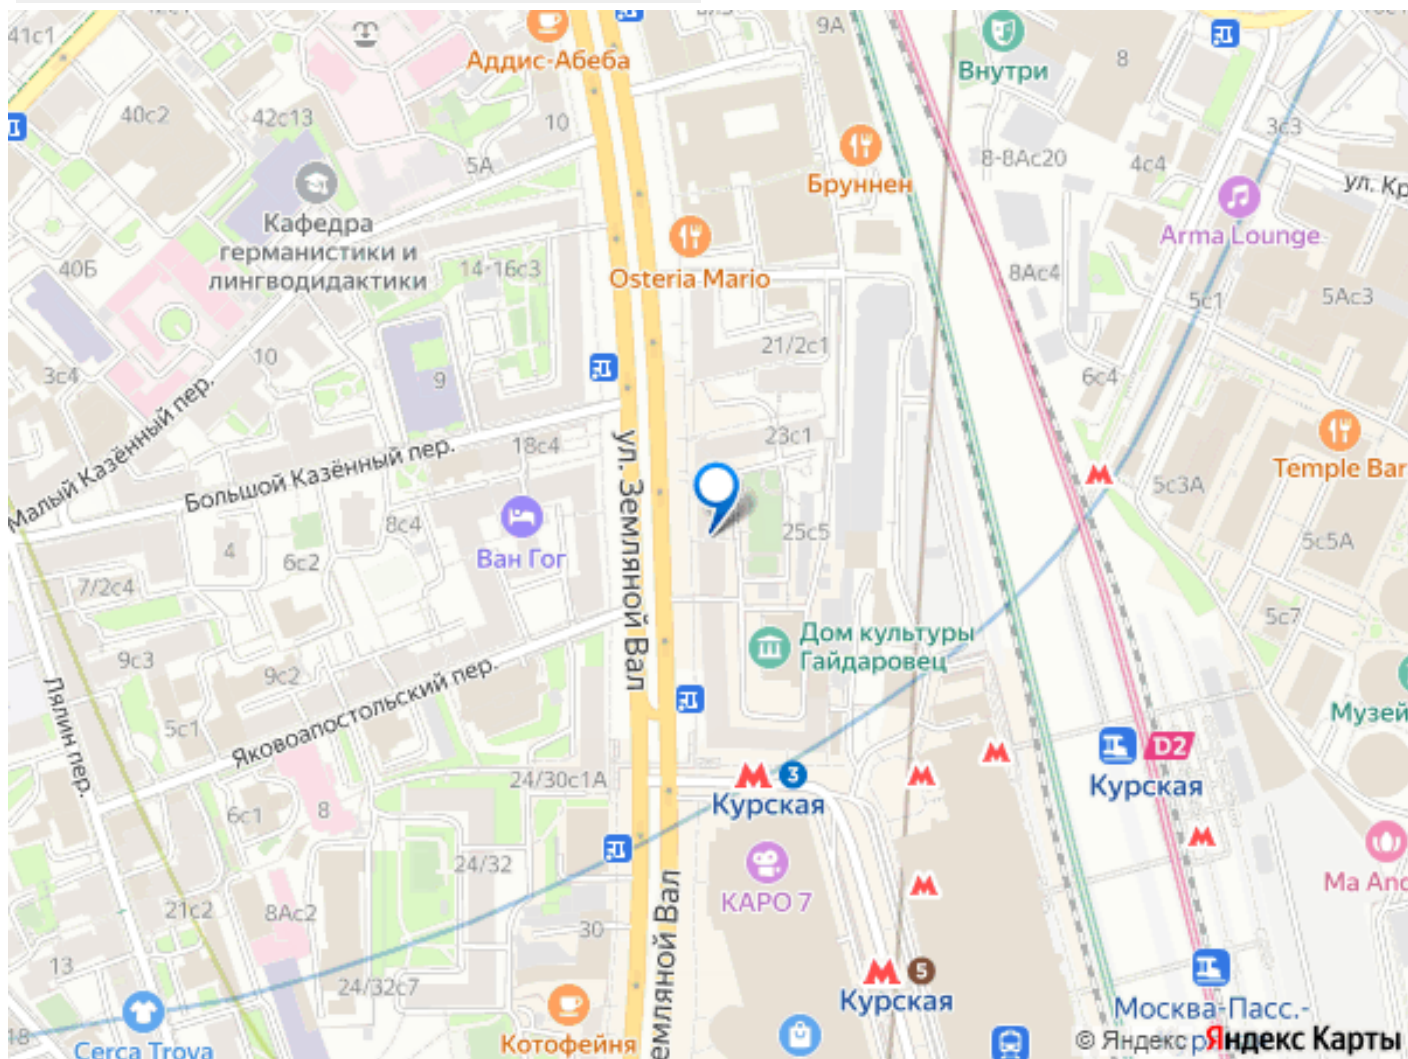 41с1
9А
Аддис-Абеба
Внутри
8
40с2
42с13
10
3с3
5А
8-8Ас20
4с4
Бруннен
ул. Кр
Кафедра
германистики и
лингводидактики
Arma Lounge
40Б
14-16с3
Osteria Mario
8Ас4
5с1
5Ас3
21/2с1
10
3с4
9
6с4
Малый Казённый пер.
Большой Казённый пер.
18с4
ул. Земляной Вал
23с1
Temple Bar
5с3А
8с4
4
6с2
Ван Гог
25с5
5с5А
7/2с4
5с7
Дом культуры
Гайдаровец
9с3
9с2
Лялин пер.
Яковоапостольский пер.
5с1
Музей
D2
Курская
24/30с1А
3
Курская
6с1
8
24/32
КАРО 7
Ma And
21с2
8Ас2
Земляной Вал
30
13
24/32с7
5
Курская
Москва-Пасс.-
18
Cerca Trova
Котофейня
© Яндекс
Яндекс Карты